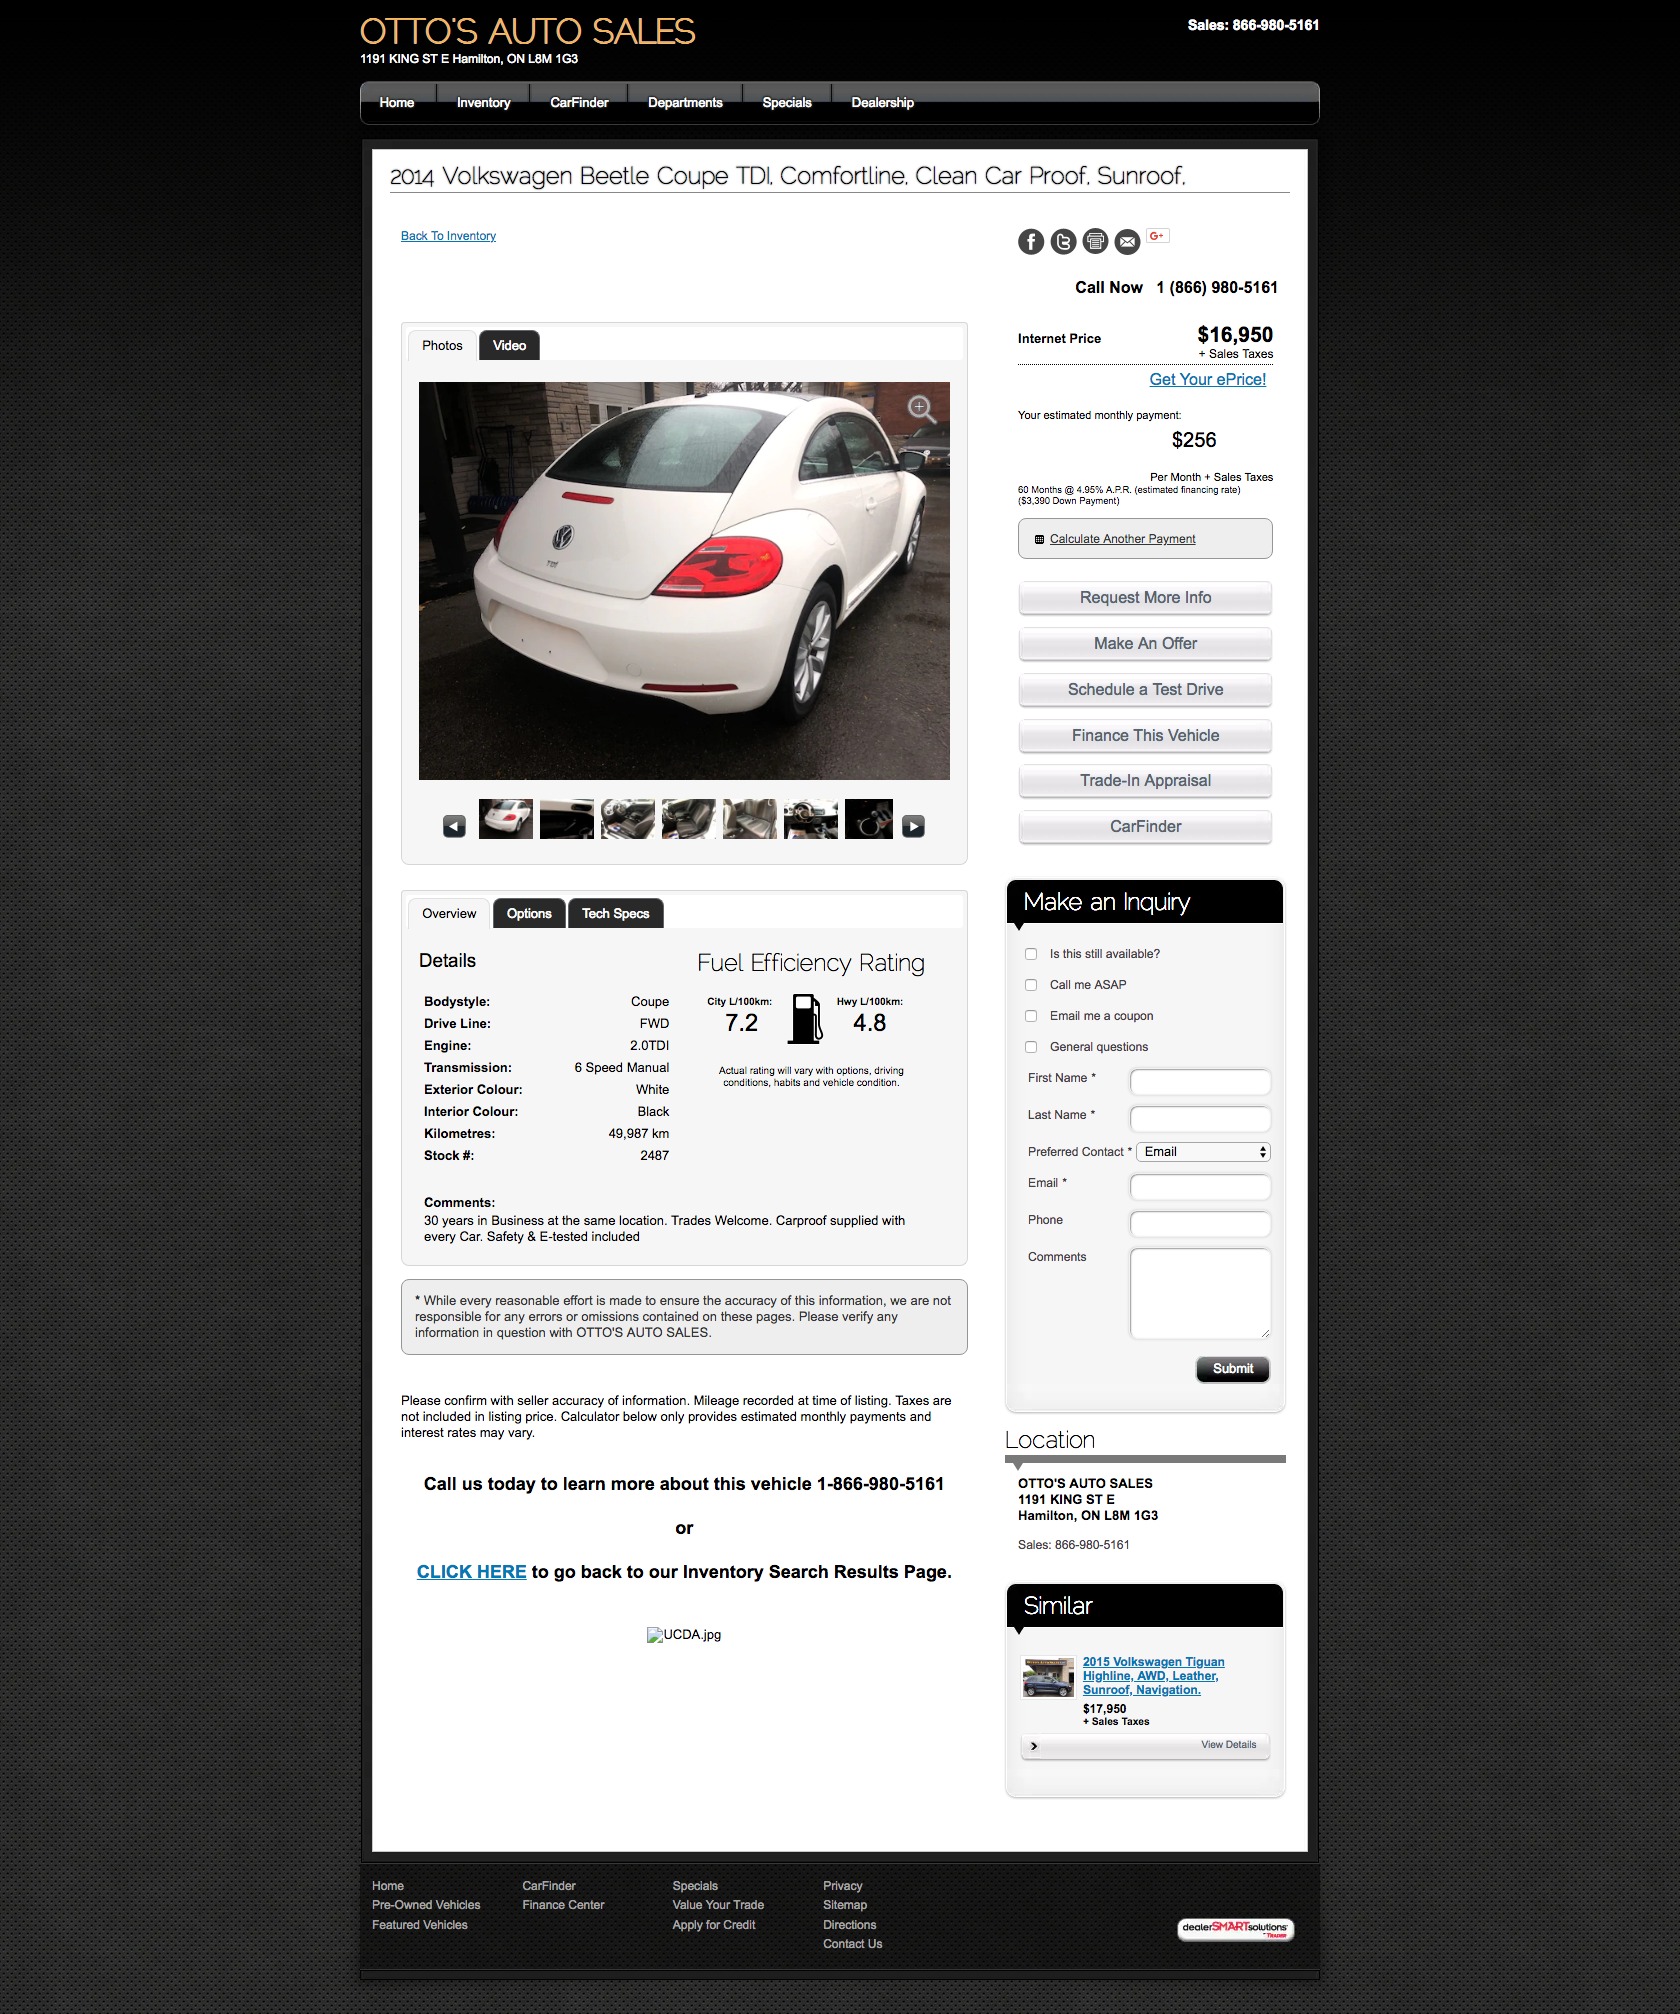 OTTO'S AUTO SALES
1191 KING ST E Hamilton, ON L8M 1G3
Sales: 866-980-5161
Home
Inventory
CarFinder
Departments
Specials
Dealership
2014 Volkswagen Beetle Coupe TDI, Comfortline, Clean Car Proof, Sunroof,
Back To Inventory
G+
Call Now 1 (866) 980-5161
Photos
Video
TDI
Internet Price
$16,950
+ Sales Taxes
Get Your ePrice!
Your estimated monthly payment:
$256
Per Month + Sales Taxes
60 Months @ 4.95% A.P.R. (estimated financing rate)
($3,390 Down Payment)
Calculate Another Payment
Request More Info
Make An Offer
Schedule a Test Drive
Finance This Vehicle
Trade-In Appraisal
CarFinder
Overview
Options
Tech Specs
Details
Bodystyle: Coupe
Drive Line: FWD
Engine: 2.0TDI
Transmission: 6 Speed Manual
Exterior Colour: White
Interior Colour: Black
Kilometres: 49,987 km
Stock #: 2487
Fuel Efficiency Rating
City L/100km:
7.2
Hwy L/100km:
4.8
Actual rating will vary with options, driving
conditions, habits and vehicle condition.
Comments:
30 years in Business at the same location. Trades Welcome. Carproof supplied with
every Car. Safety & E-tested included
* While every reasonable effort is made to ensure the accuracy of this information, we are not
responsible for any errors or omissions contained on these pages. Please verify any
information in question with OTTO'S AUTO SALES.
Please confirm with seller accuracy of information. Mileage recorded at time of listing. Taxes are
not included in listing price. Calculator below only provides estimated monthly payments and
interest rates may vary.
Call us today to learn more about this vehicle 1-866-980-5161
or
CLICK HERE to go back to our Inventory Search Results Page.
UCDA.jpg
Make an Inquiry
Is this still available?
Call me ASAP
Email me a coupon
General questions
First Name *
Last Name *
Preferred Contact * Email
Email *
Phone
Comments
Submit
Location
OTTO'S AUTO SALES
1191 KING ST E
Hamilton, ON L8M 1G3
Sales: 866-980-5161
Similar
2015 Volkswagen Tiguan
Highline, AWD, Leather,
Sunroof, Navigation.
$17,950
+ Sales Taxes
View Details
Home
Pre-Owned Vehicles
Featured Vehicles
CarFinder
Finance Center
Specials
Value Your Trade
Apply for Credit
Privacy
Sitemap
Directions
Contact Us
dealerSMARTsolutions
TRADER